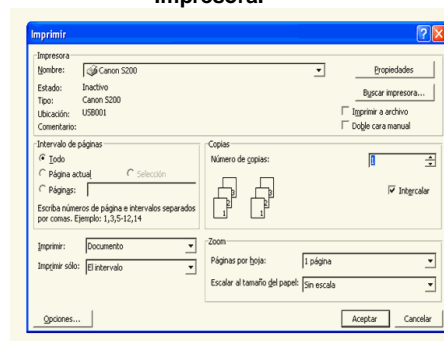 Impresora.
Imprimir
Impresora
Nombre: Canon S200 Propiedades
Estado: Inactivo
Tipo: Canon S200 Buscar impresora...
Ubicación: USB001 Imprimir a archivo
Comentario: Doble cara manual
Intervalo de páginas Copias
Todo Número de copias: 1
Página actual Selección
Páginas: Intercalar
Escriba números de página e intervalos separados
por comas. Ejemplo: 1,3,5-12,14
Imprimir: Documento Zoom
Imprimir sólo: El intervalo Páginas por hoja: 1 página
Escalar al tamaño del papel: Sin escala
Opciones... Aceptar Cancelar